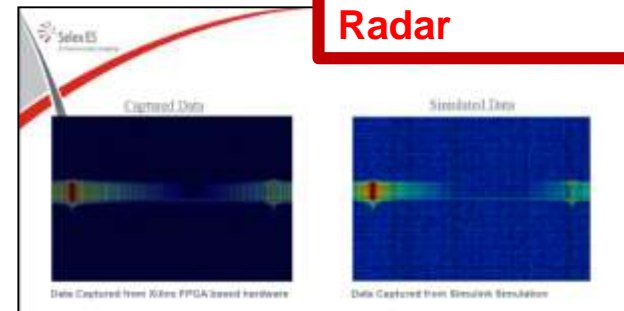 Radar
Selex ES
Captured Data
Simulated Data
Data Captured from Xilinx FPGA based hardware
Data Captured from Simulink Simulation